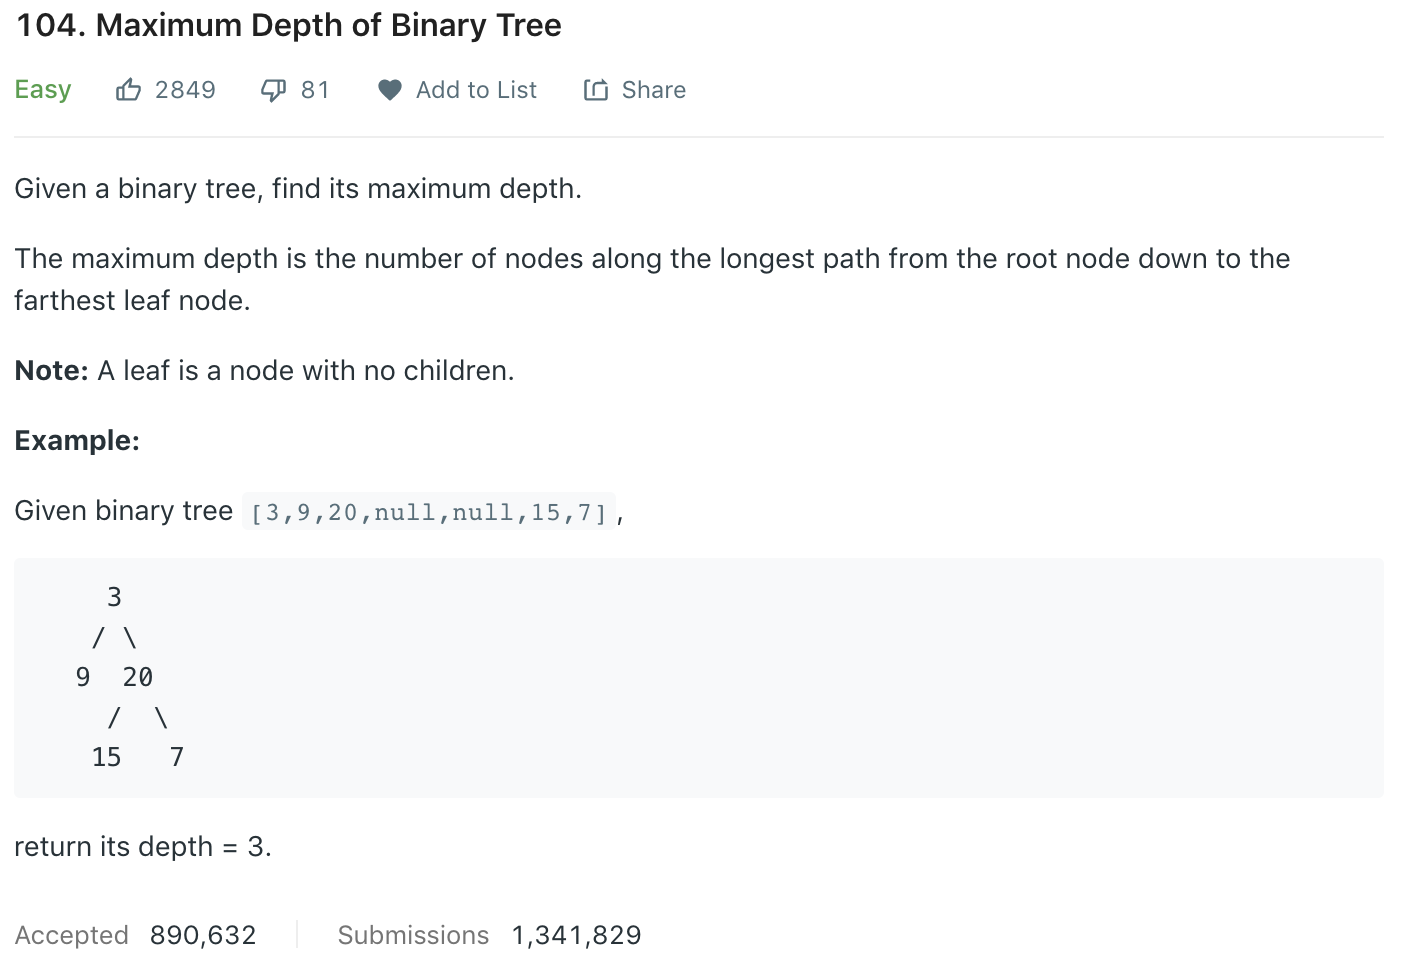 104. Maximum Depth of Binary Tree
Easy 2849 81 Add to List Share
Given a binary tree, find its maximum depth.
The maximum depth is the number of nodes along the longest path from the root node down to the
farthest leaf node.
Note: A leaf is a node with no children.
Example:
Given binary tree [3,9,20,null,null,15,7],
3
/ \
9 20
/ \
15 7
return its depth = 3.
Accepted 890,632 Submissions 1,341,829